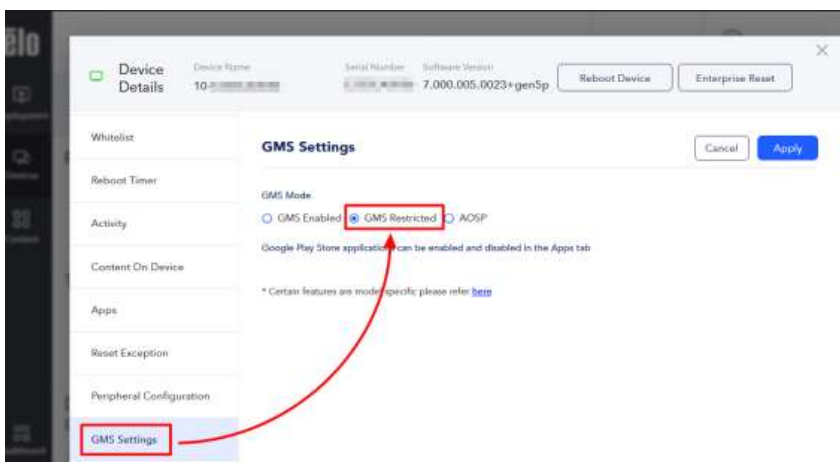 elo
Device Details
Device Name
10-
Serial Number
Software Version
7.000.005.0023+gen5p
Reboot Device
Enterprise Reset
Whitelist
Reboot Timer
Activity
Content On Device
Apps
Reset Exception
Peripheral Configuration
GMS Settings
GMS Settings
Cancel
Apply
GMS Mode
GMS Enabled
GMS Restricted
AOSP
Google Play Store applications can be enabled and disabled in the Apps tab
* Certain features are model specific please refer here